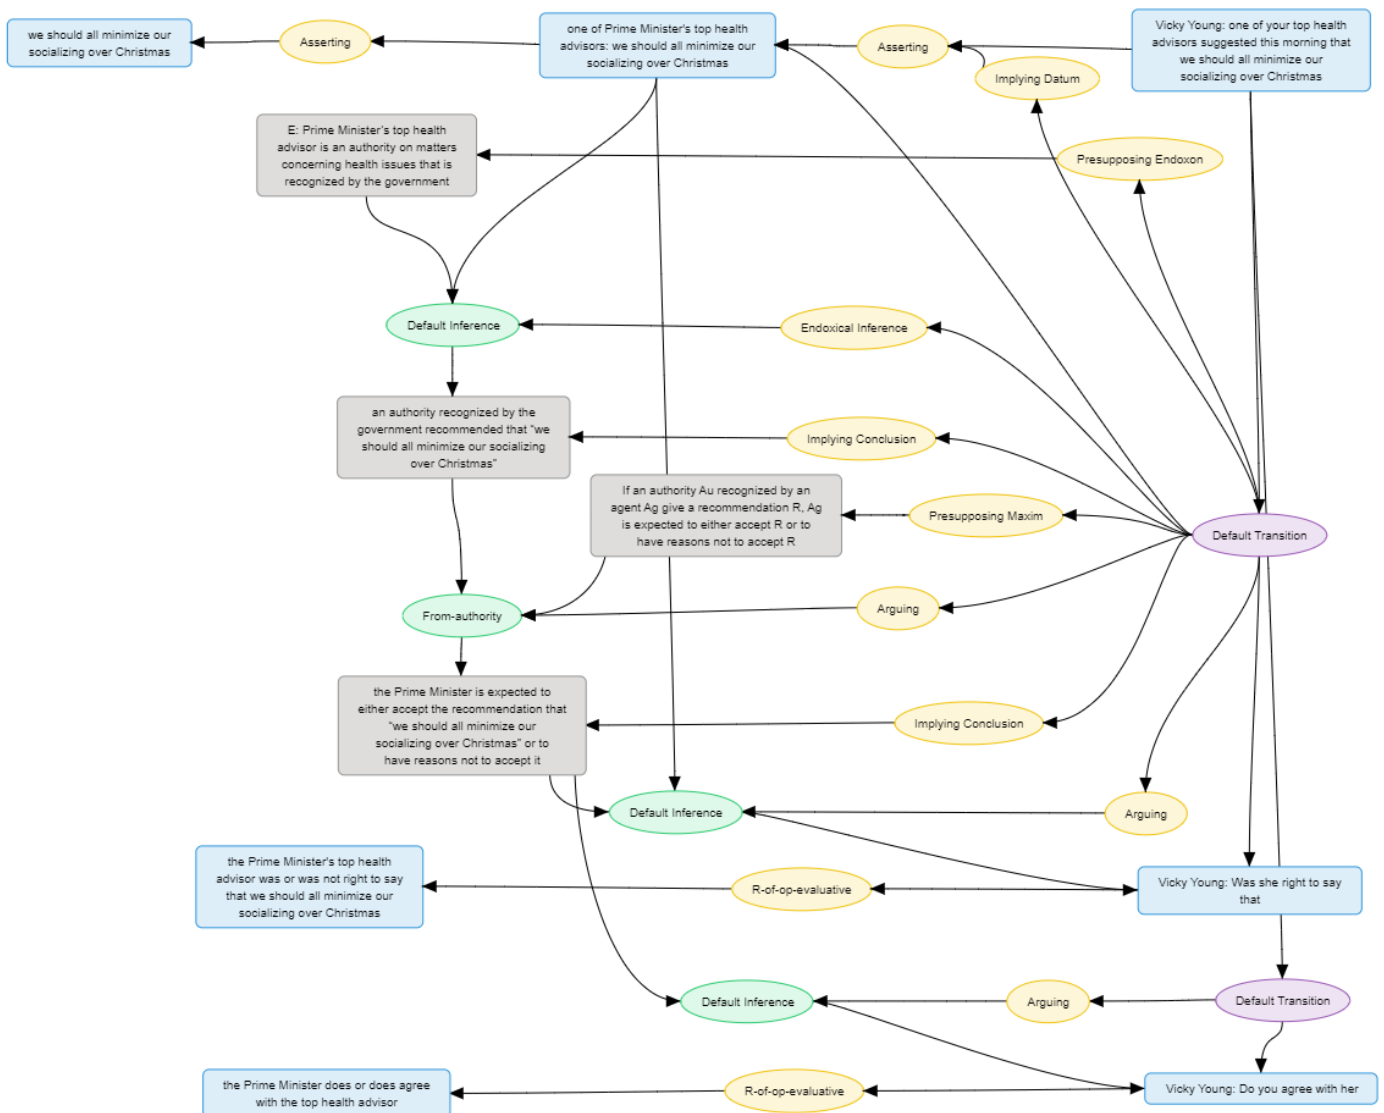 we should all minimize our
socializing over Christmas
Asserting
one of Prime Minister's top health
advisors: we should all minimize our
socializing over Christmas
Asserting
Implying Datum
Vicky Young: one of your top health
advisors suggested this morning that
we should all minimize our
socializing over Christmas
E: Prime Minister's top health
advisor is an authority on matters
concerning health issues that is
recognized by the government
Presupposing Endoxon
Default Inference
Endoxical Inference
an authority recognized by the
government recommended that "we
should all minimize our socializing
over Christmas"
Implying Conclusion
If an authority Au recognized by an
agent Ag give a recommendation R, Ag
is expected to either accept R or to
have reasons not to accept R
Presupposing Maxim
Default Transition
From-authority
Arguing
the Prime Minister is expected to
either accept the recommendation that
"we should all minimize our
socializing over Christmas" or to
have reasons not to accept it
Implying Conclusion
Default Inference
Arguing
the Prime Minister's top health
advisor was or was not right to say
that we should all minimize our
socializing over Christmas
R-of-op-evaluative
Vicky Young: Was she right to say
that
Default Inference
Arguing
Default Transition
the Prime Minister does or does agree
with the top health advisor
R-of-op-evaluative
Vicky Young: Do you agree with her